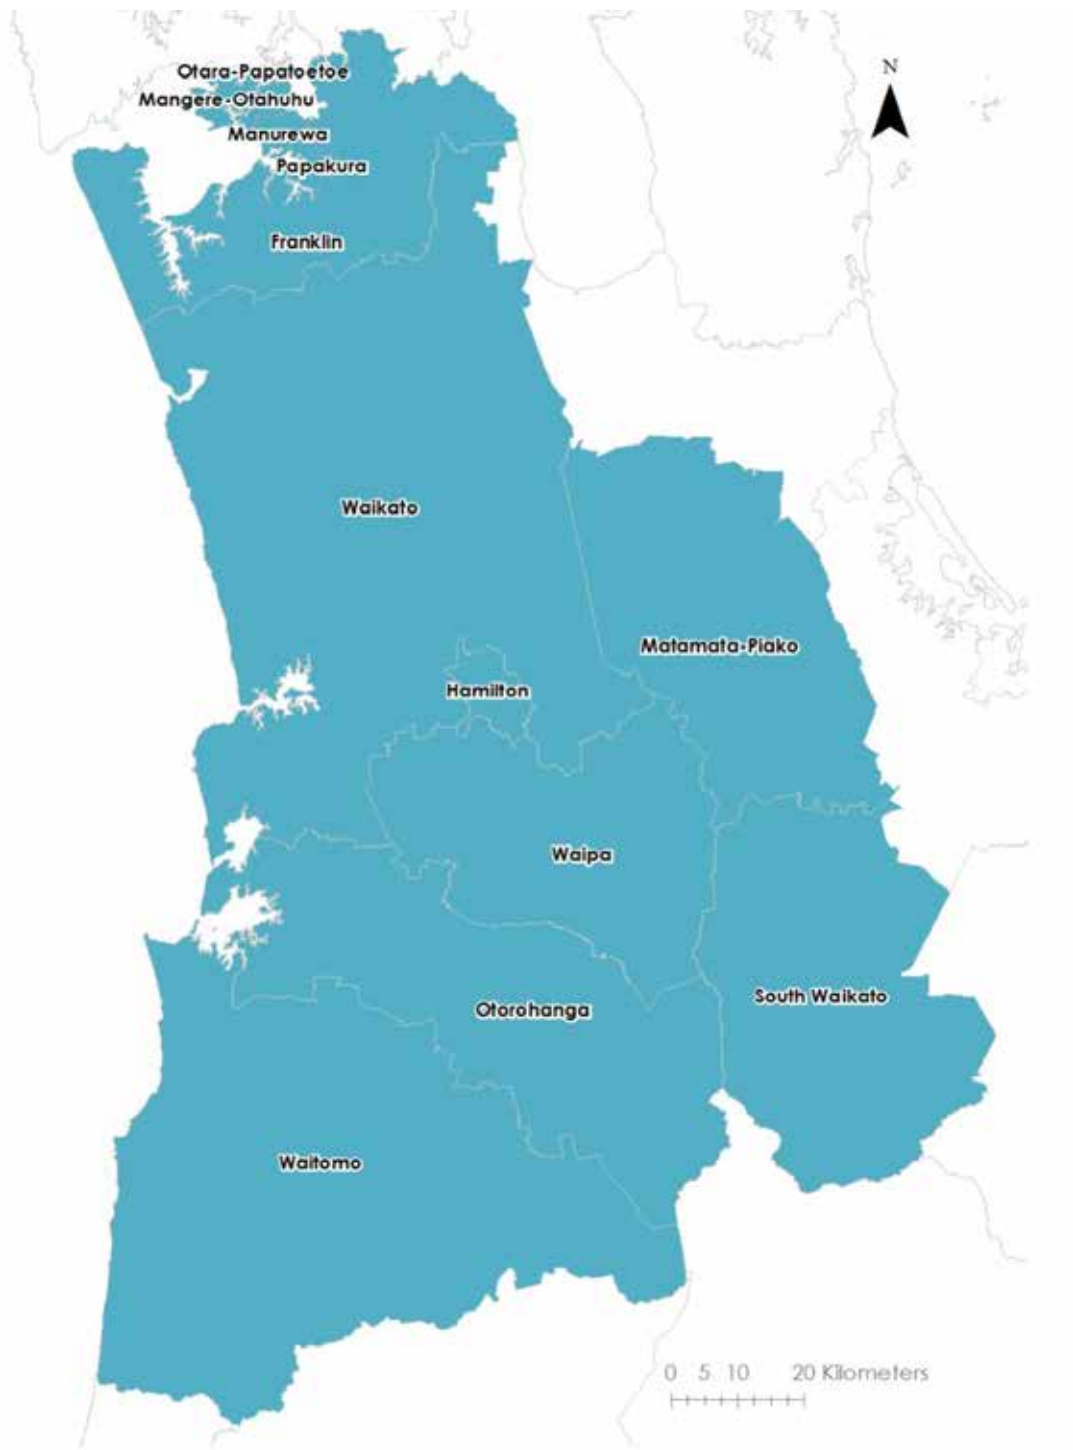 Otara-Papatoetoe
N
Mangere-Otahuhu
Manurewa
Papakura
Franklin
Waikato
Matamata-Piako
Hamilton
Waipa
South Waikato
Otorohanga
Waitomo
0 5 10 20 Kilometers